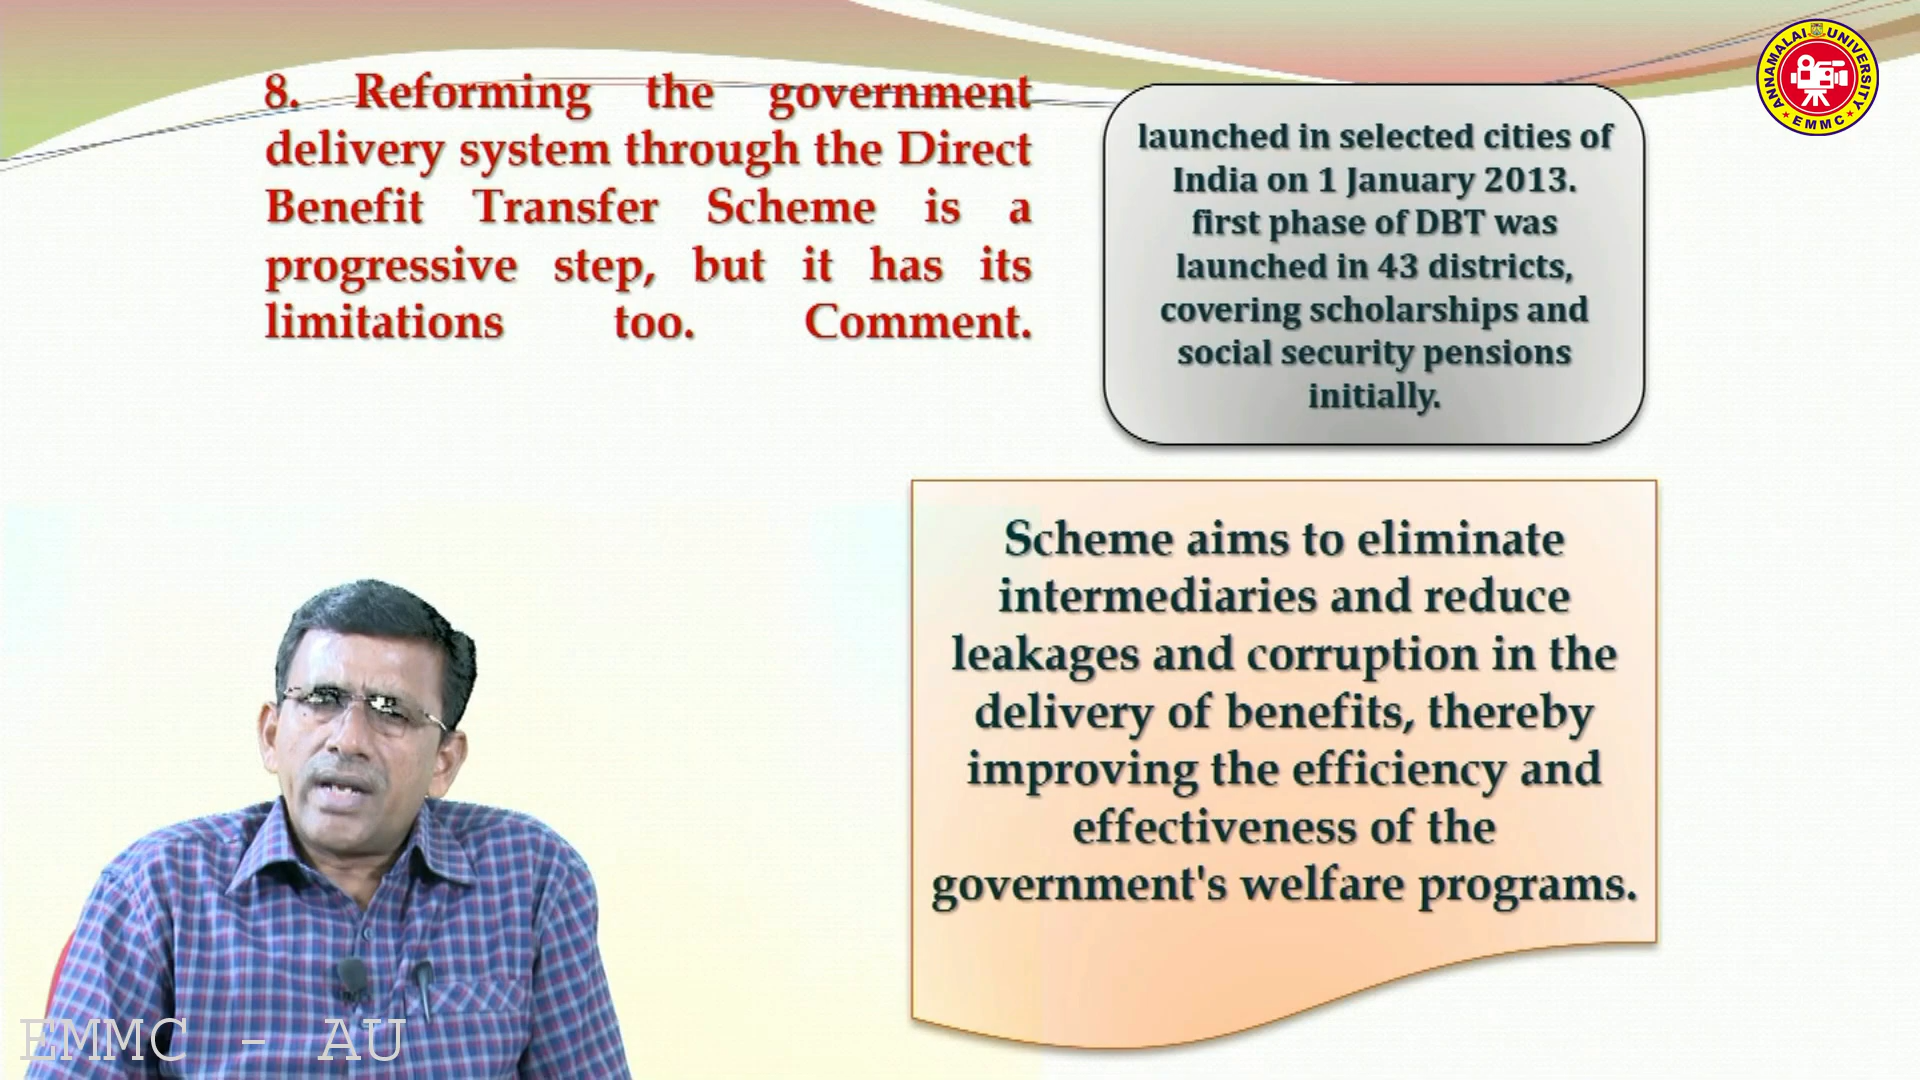 8. Reforming the government
delivery system through the Direct
Benefit Transfer Scheme is a
progressive step, but it has its
limitations too. Comment.
launched in selected cities of
India on 1 January 2013.
first phase of DBT was
launched in 43 districts,
covering scholarships and
social security pensions
initially.
Scheme aims to eliminate
intermediaries and reduce
leakages and corruption in the
delivery of benefits, thereby
improving the efficiency and
effectiveness of the
government's welfare programs.
ANNAMALAI UNIVERSITY
EMMC
EMMC - AU